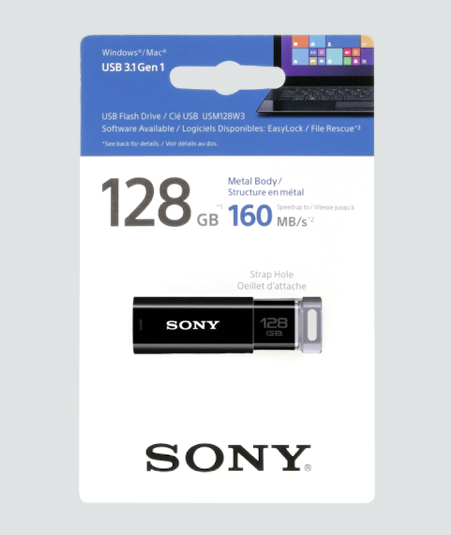 Windows®/Mac®
USB 3.1 Gen 1
USB Flash Drive / Clé USB USM128W3
Software Available / Logiciels Disponibles: EasyLock / File Rescue*³
*See back for details. / Voir détails au dos.
Metal Body /
Structure en métal
128 GB *¹
Speed up to / Vitesse jusqu'à
160 MB/s*²
Strap Hole
Oeillet d'attache
SONY
128
GB
SONY®